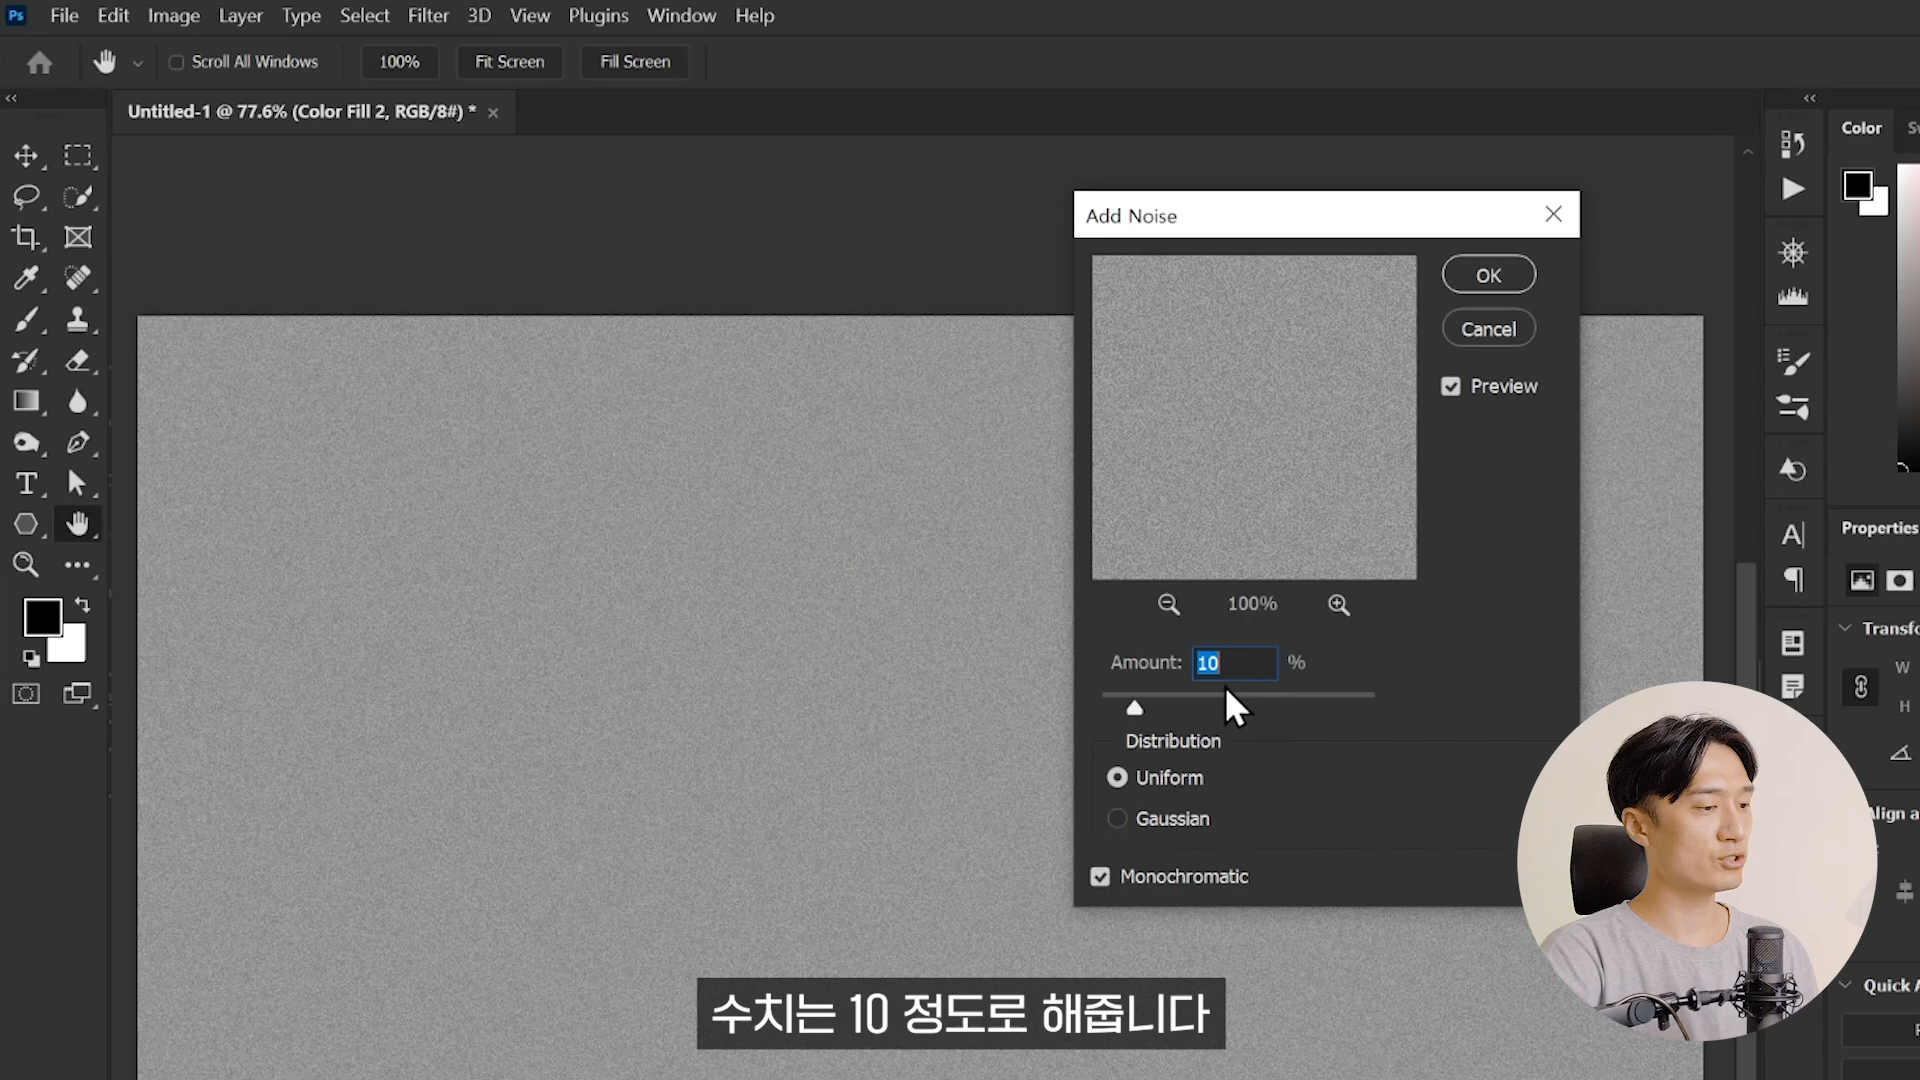 Ps File Edit Image Layer Type Select Filter 3D View Plugins Window Help
Scroll All Windows 100% Fit Screen Fill Screen
Untitled-1 @ 77.6% (Color Fill 2, RGB/8#) *
Color
Add Noise
OK
Cancel
Preview
100%
Amount: 10 %
Distribution
Uniform
Gaussian
Monochromatic
Properties
W
H
Quick
수치는 10 정도로 해줍니다